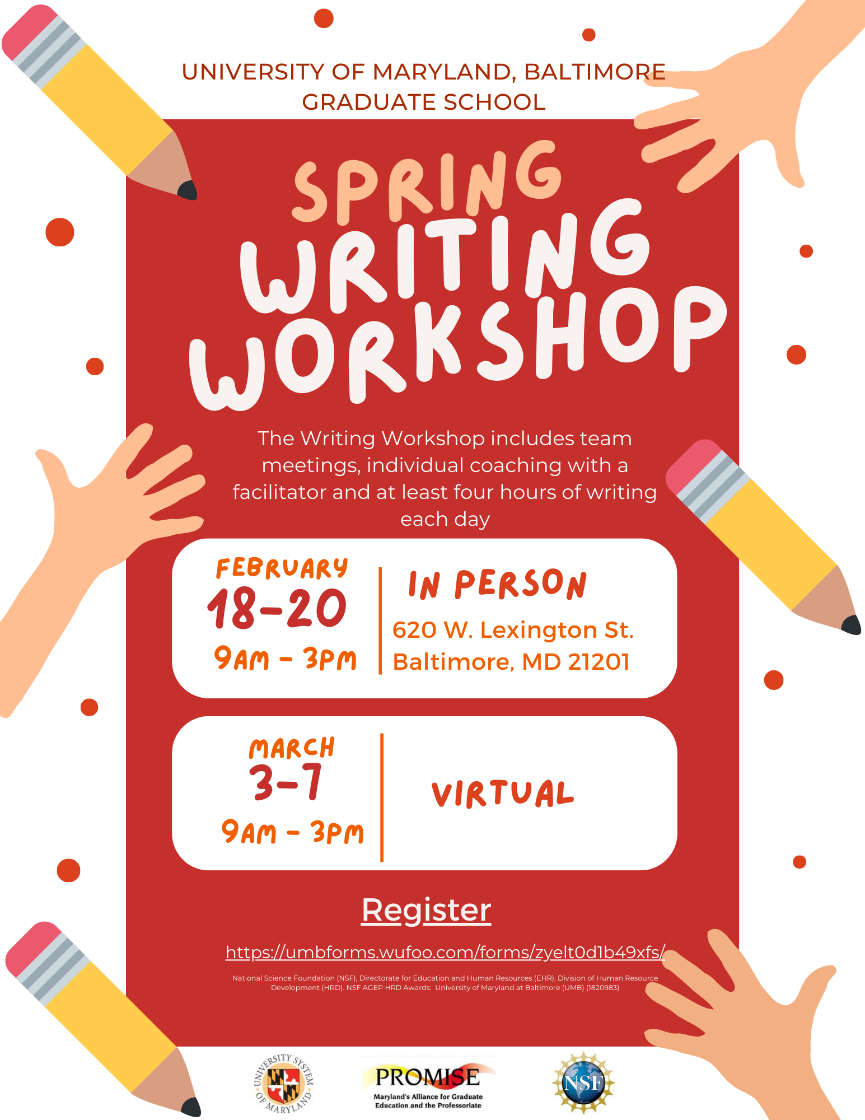 UNIVERSITY OF MARYLAND, BALTIMORE
GRADUATE SCHOOL
SPRING
WRITING
WORKSHOP
The Writing Workshop includes team
meetings, individual coaching with a
facilitator and at least four hours of writing
each day
FEBRUARY
18-20
9AM - 3PM
IN PERSON
620 W. Lexington St.
Baltimore, MD 21201
MARCH
3-7
9AM - 3PM
VIRTUAL
Register
https://umbforms.wufoo.com/forms/zyelt0d1b49xfs/
National Science Foundation (NSF), Directorate for Education and Human Resources (EHR), Division of Human Resource
Development (HRD). NSF AGEP HRD Awards: University of Maryland at Baltimore (UMB) (1820983)
UNIVERSITY SYSTEM
OF MARYLAND
PROMISE
Maryland's Alliance for Graduate
Education and the Professoriate
NSF